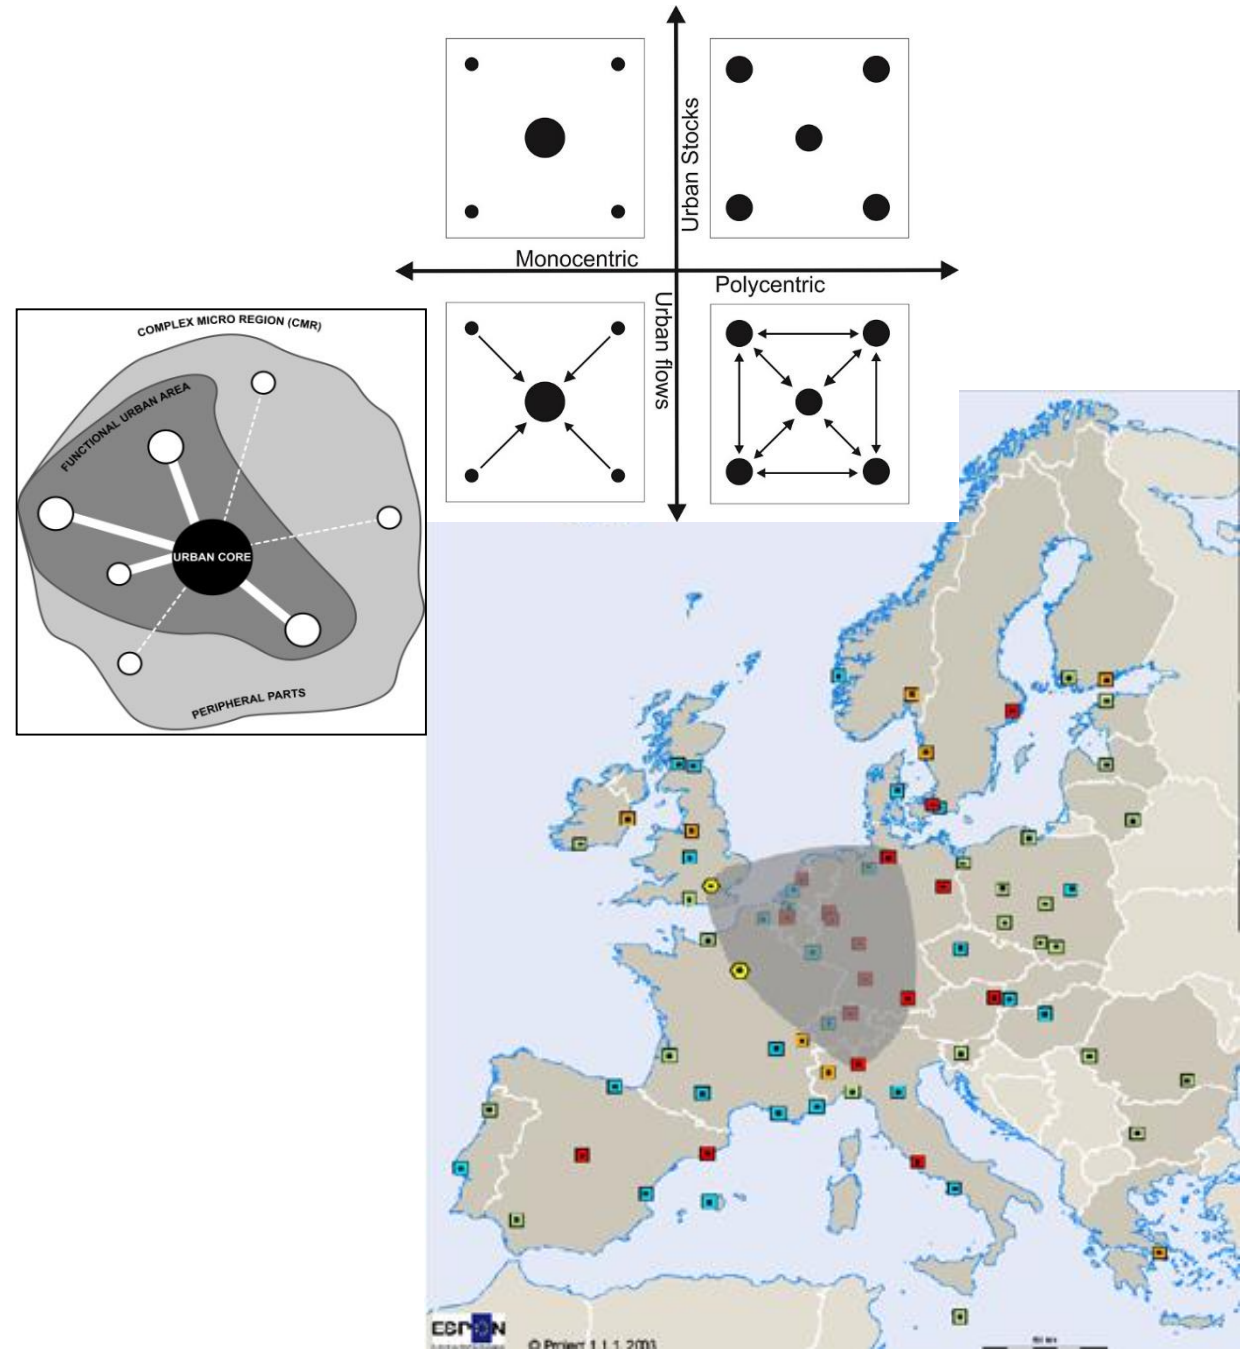 Urban Stocks
Monocentric
Polycentric
Urban flows
COMPLEX MICRO REGION (CMR)
FUNCTIONAL URBAN AREA
URBAN CORE
PERIPHERAL PARTS
ESPON
© Project 1.1.1, 2003